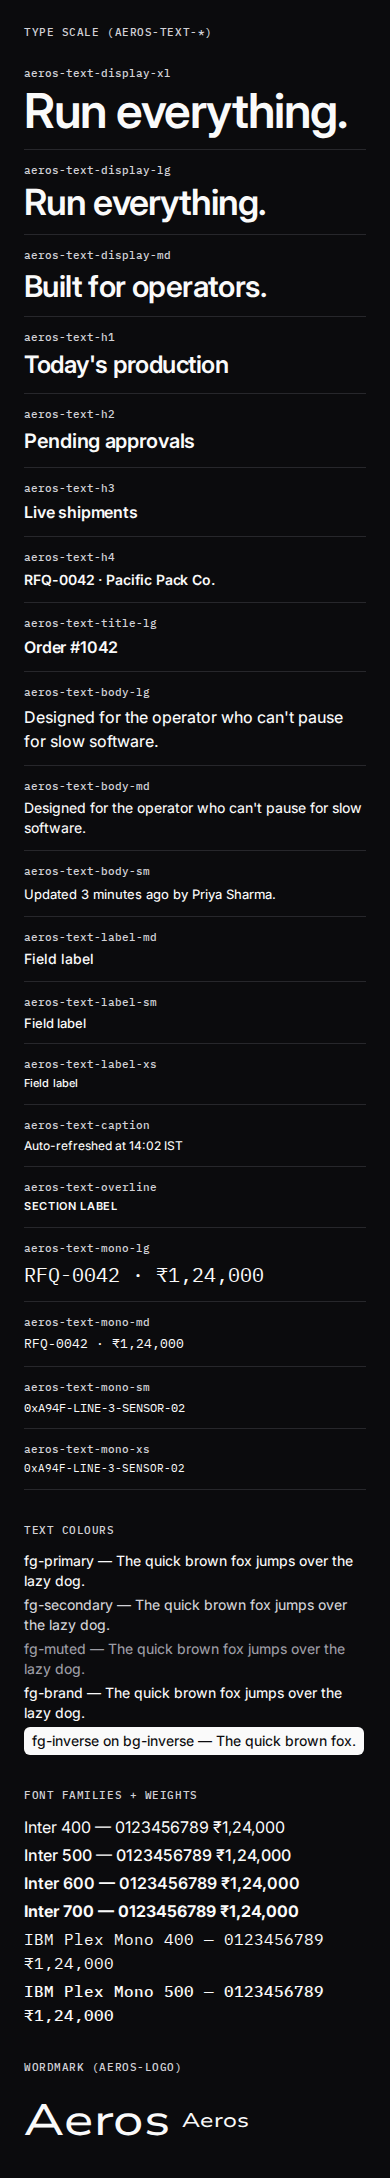 TYPE SCALE (AEROS-TEXT-*)
aeros-text-display-xl
Run everything.
aeros-text-display-lg
Run everything.
aeros-text-display-md
Built for operators.
aeros-text-h1
Today's production
aeros-text-h2
Pending approvals
aeros-text-h3
Live shipments
aeros-text-h4
RFQ-0042 · Pacific Pack Co.
aeros-text-title-lg
Order #1042
aeros-text-body-lg
Designed for the operator who can't pause
for slow software.
aeros-text-body-md
Designed for the operator who can't pause for slow
software.
aeros-text-body-sm
Updated 3 minutes ago by Priya Sharma.
aeros-text-label-md
Field label
aeros-text-label-sm
Field label
aeros-text-label-xs
Field label
aeros-text-caption
Auto-refreshed at 14:02 IST
aeros-text-overline
SECTION LABEL
aeros-text-mono-lg
RFQ-0042 · ₹1,24,000
aeros-text-mono-md
RFQ-0042 · ₹1,24,000
aeros-text-mono-sm
0xA94F-LINE-3-SENSOR-02
aeros-text-mono-xs
0xA94F-LINE-3-SENSOR-02
TEXT COLOURS
fg-primary — The quick brown fox jumps over the
lazy dog.
fg-secondary — The quick brown fox jumps over
the lazy dog.
fg-muted — The quick brown fox jumps over the
lazy dog.
fg-brand — The quick brown fox jumps over the
lazy dog.
fg-inverse on bg-inverse — The quick brown fox.
FONT FAMILIES + WEIGHTS
Inter 400 — 0123456789 ₹1,24,000
Inter 500 — 0123456789 ₹1,24,000
Inter 600 — 0123456789 ₹1,24,000
Inter 700 — 0123456789 ₹1,24,000
IBM Plex Mono 400 — 0123456789
₹1,24,000
IBM Plex Mono 500 — 0123456789
₹1,24,000
WORDMARK (AEROS-LOGO)
Aeros Aeros